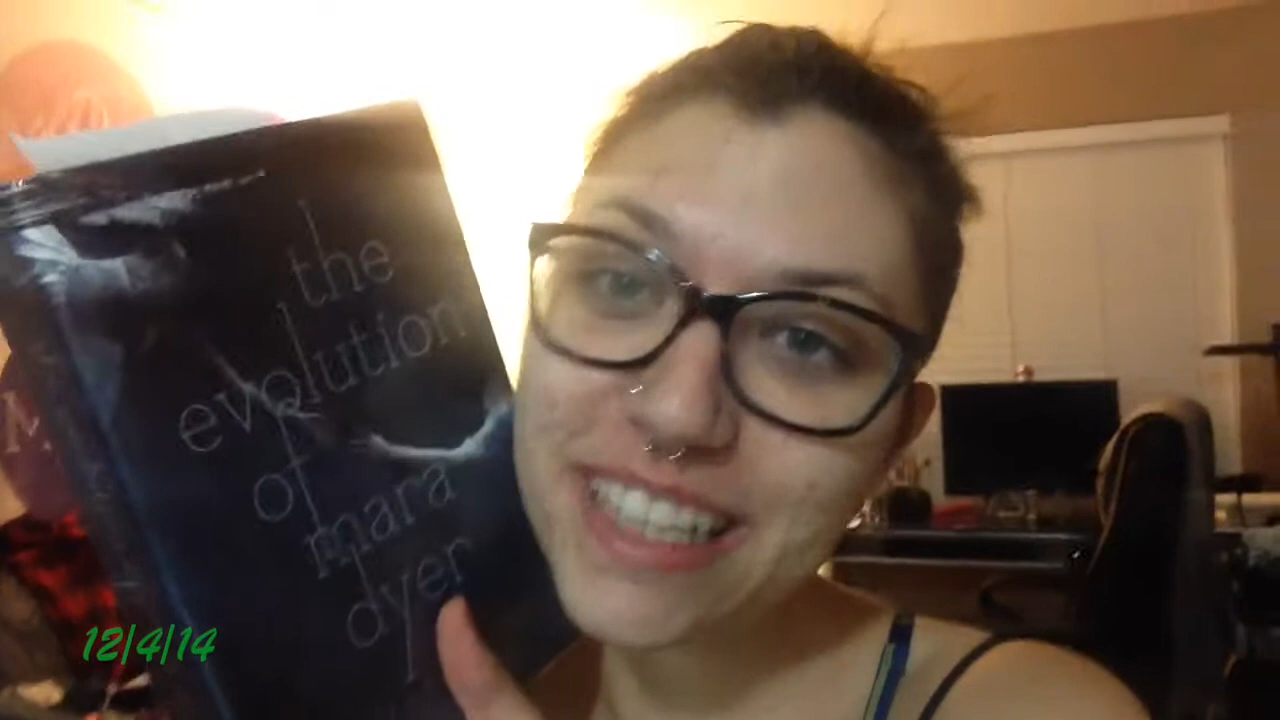 the
evolution
of
mara
dyer
12/4/14